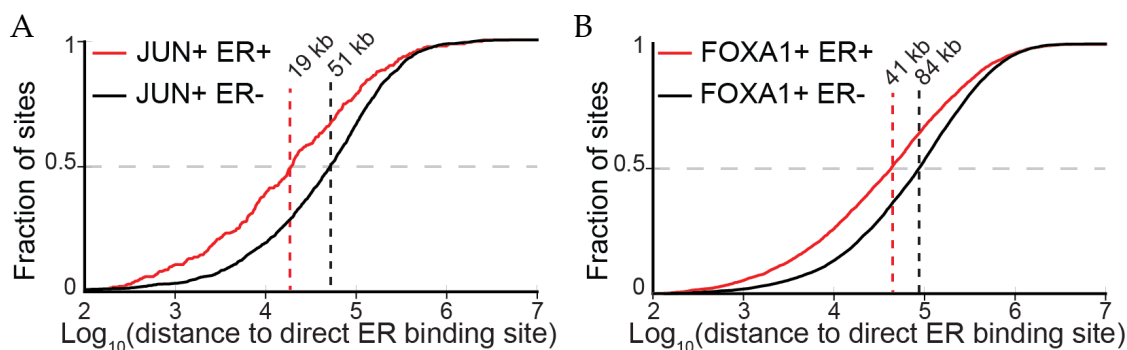 A
1
JUN+ ER+
JUN+ ER-
19 kb
51 kb
Fraction of sites
0.5
0
2 3 4 5 6 7
Log10(distance to direct ER binding site)
B
1
FOXA1+ ER+
FOXA1+ ER-
41 kb
84 kb
Fraction of sites
0.5
0
2 3 4 5 6 7
Log10(distance to direct ER binding site)